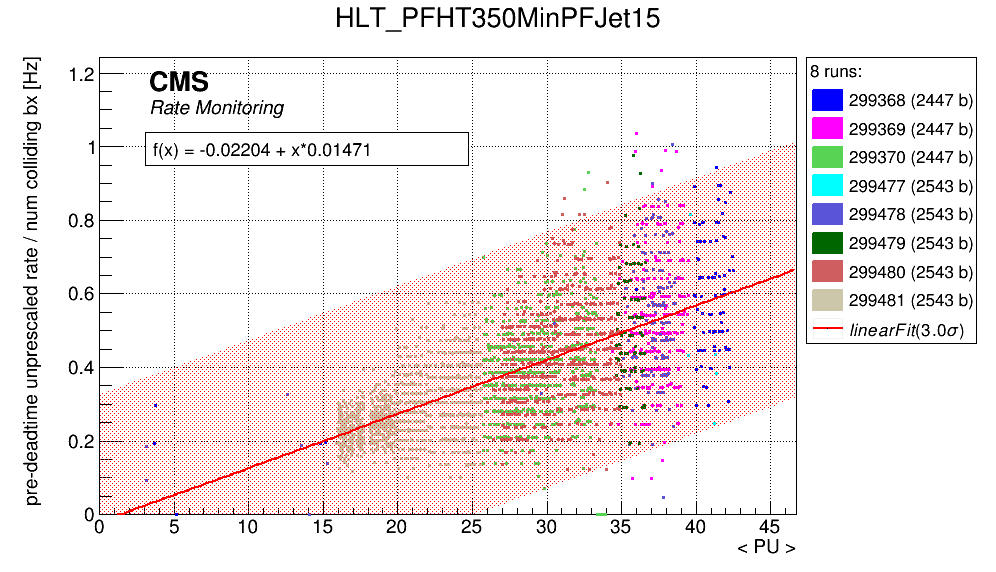 HLT_PFHT350MinPFJet15
pre-deadtime unprescaled rate / num colliding bx [Hz]
CMS
Rate Monitoring
f(x) = -0.02204 + x*0.01471
1.2
1
0.8
0.6
0.4
0.2
0
0 5 10 15 20 25 30 35 40 45
< PU >
8 runs:
299368 (2447 b)
299369 (2447 b)
299370 (2447 b)
299477 (2543 b)
299478 (2543 b)
299479 (2543 b)
299480 (2543 b)
299481 (2543 b)
linearFit(3.0σ)